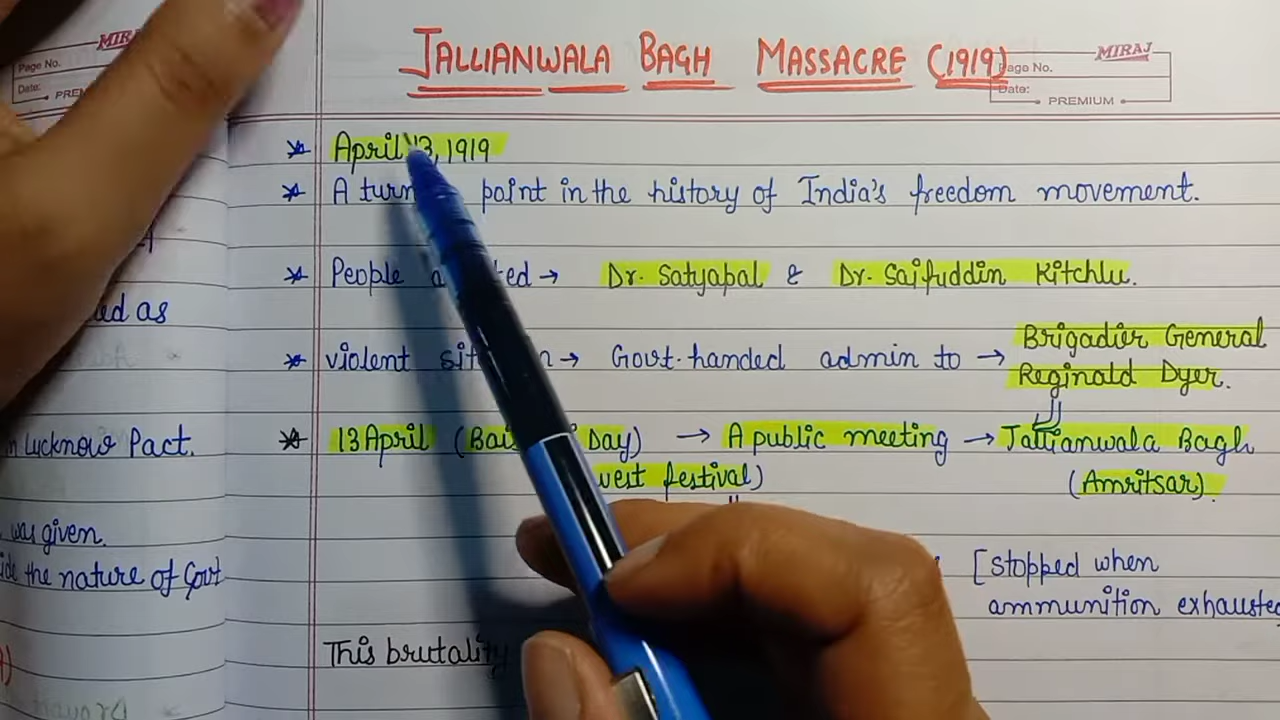 MIRAJ
Page No.
Date:
PREMIUM
JALLIANWALA BAGH MASSACRE (1919)
MIRAJ
Page No.
Date:
PREMIUM
April 13, 1919
A point in the history of India's freedom movement.
People → Dr. Satyapal & Dr. Saifuddin Kitchlu.
violent → Govt. handed admin to → Brigadier General
Reginald Dyer.
13 April ( Day) → A public meeting → Jallianwala Bagh
festival) (Amritsar).
[stopped when
ammunition exhausted
This brutality
as
Lucknow Pact.
was given.
the nature of Govt